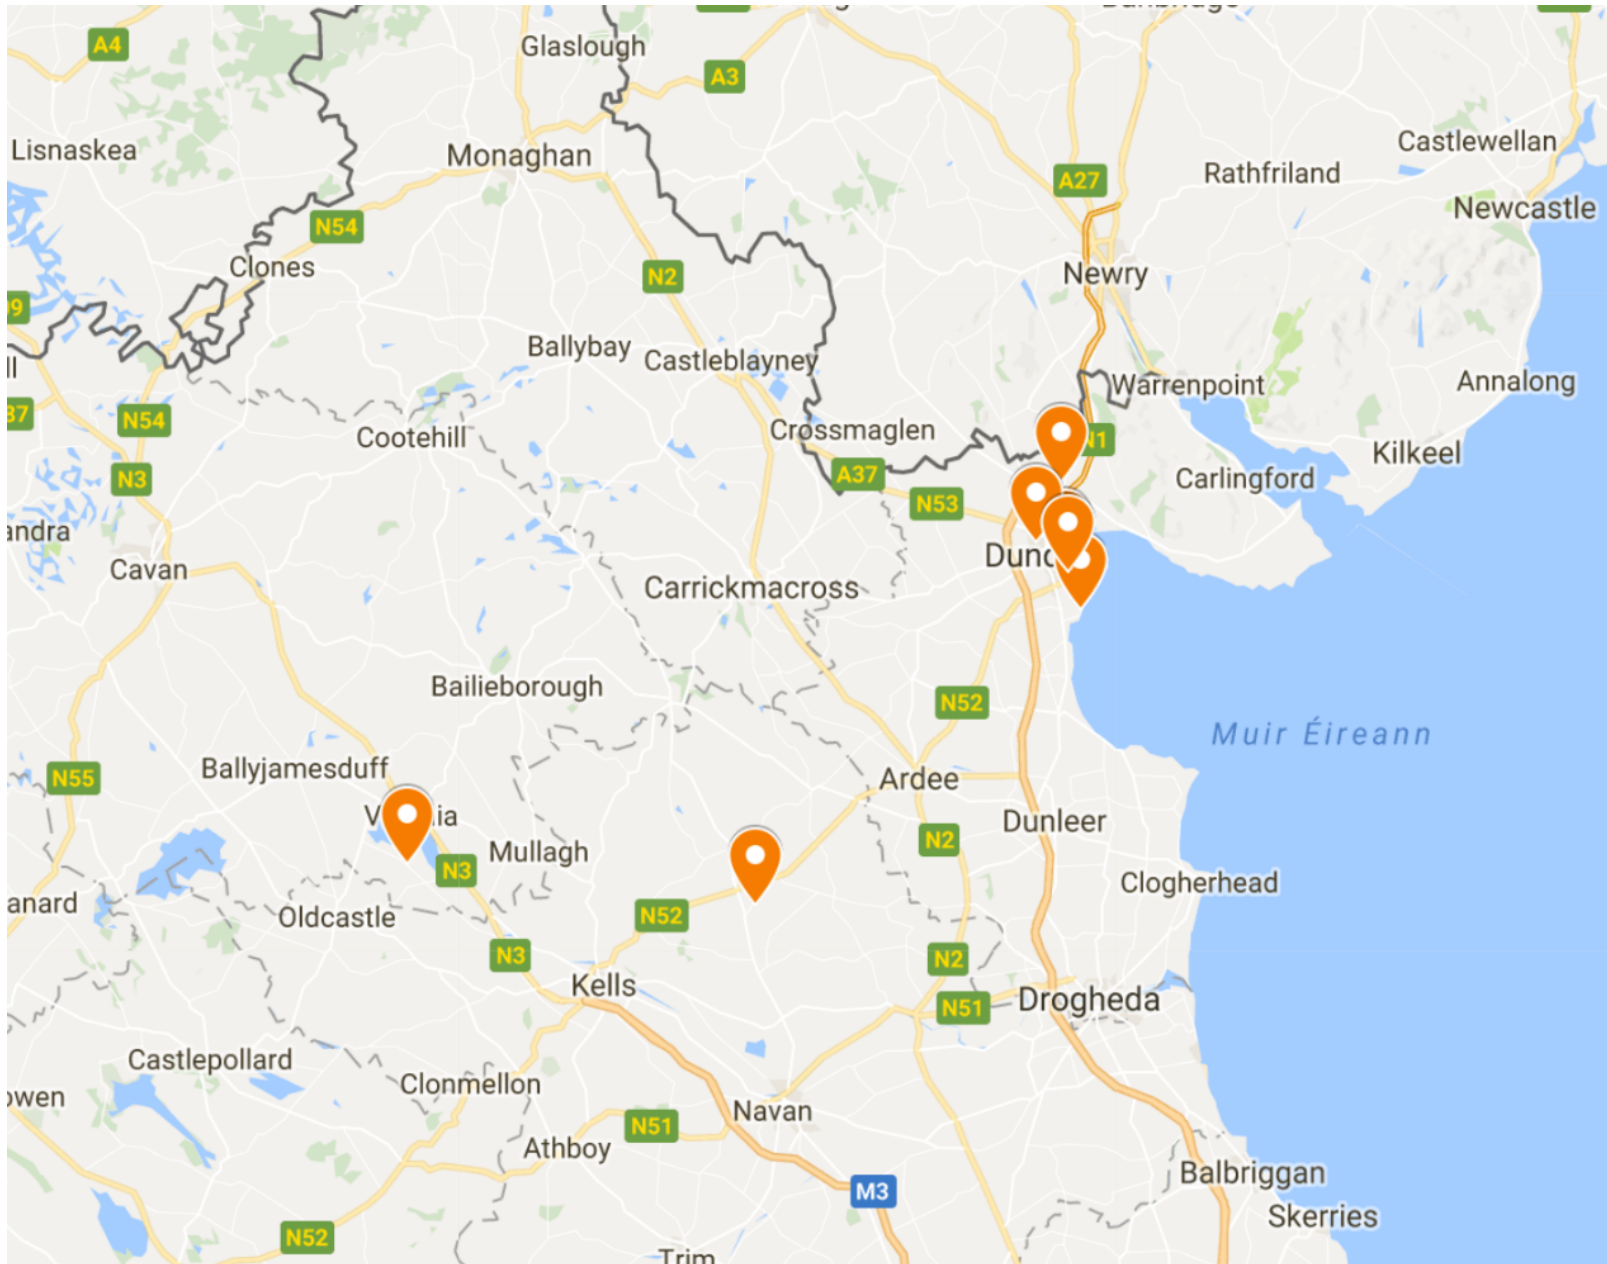 Glaslough
A4
A3
Castlewellan
Lisnaskea
Monaghan
Rathfriland
A27
Newcastle
N54
Clones
N2
Newry
Ballybay
Castleblayney
Warrenpoint
Annalong
N54
Cootehill
Crossmaglen
N1
Kilkeel
N3
A37
Carlingford
N53
Cavan
Carrickmacross
Bailieborough
N52
Muir Éireann
Ballyjamesduff
N55
Ardee
Dunleer
N2
Mullagh
N3
Clogherhead
Oldcastle
N52
N3
N2
Kells
N51
Drogheda
Castlepollard
Clonmellon
Navan
N51
Athboy
Balbriggan
M3
Skerries
N52
Trim